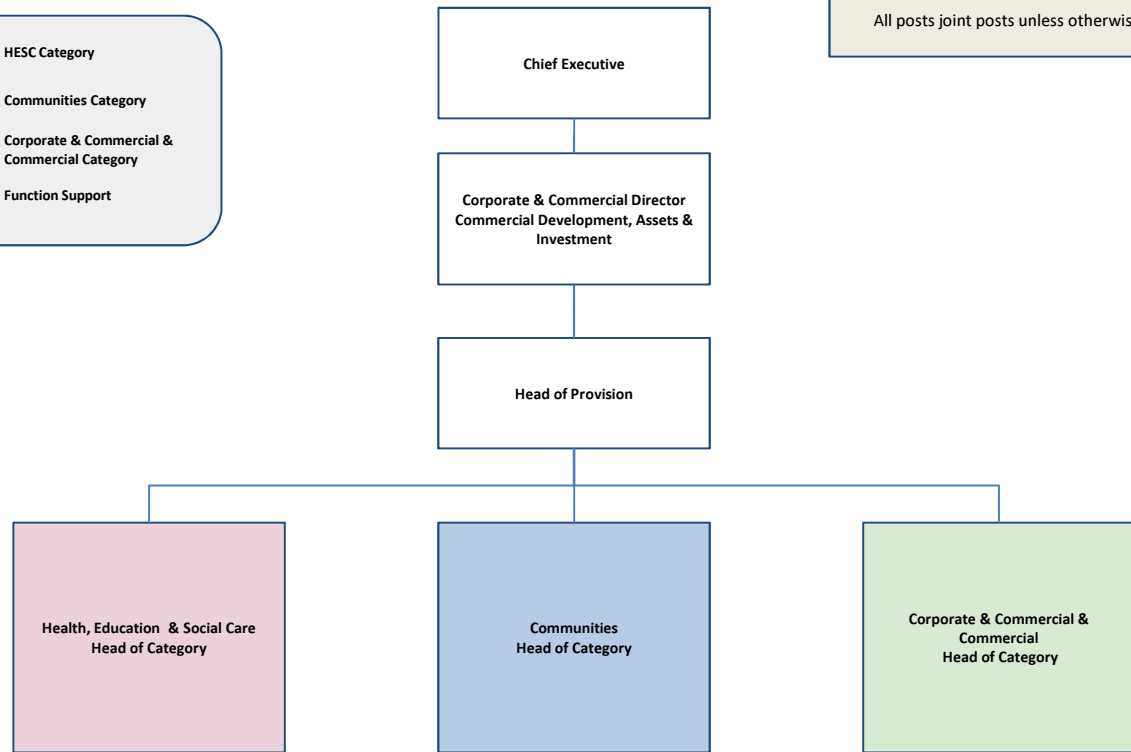 All posts joint posts unless otherwis
HESC Category
Communities Category
Corporate & Commercial &
Commercial Category
Function Support
Chief Executive
Corporate & Commercial Director
Commercial Development, Assets &
Investment
Head of Provision
Health, Education & Social Care
Head of Category
Communities
Head of Category
Corporate & Commercial &
Commercial
Head of Category